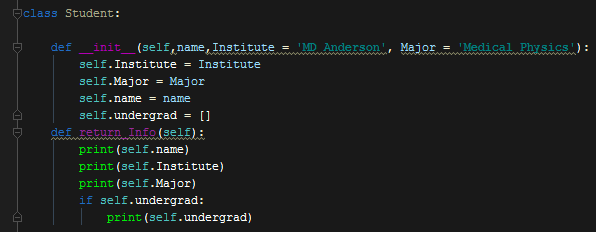 class Student:
def __init__(self,name,Institute = 'MD Anderson', Major = 'Medical Physics'):
self.Institute = Institute
self.Major = Major
self.name = name
self.undergrad = []
def return_Info(self):
print(self.name)
print(self.Institute)
print(self.Major)
if self.undergrad:
print(self.undergrad)